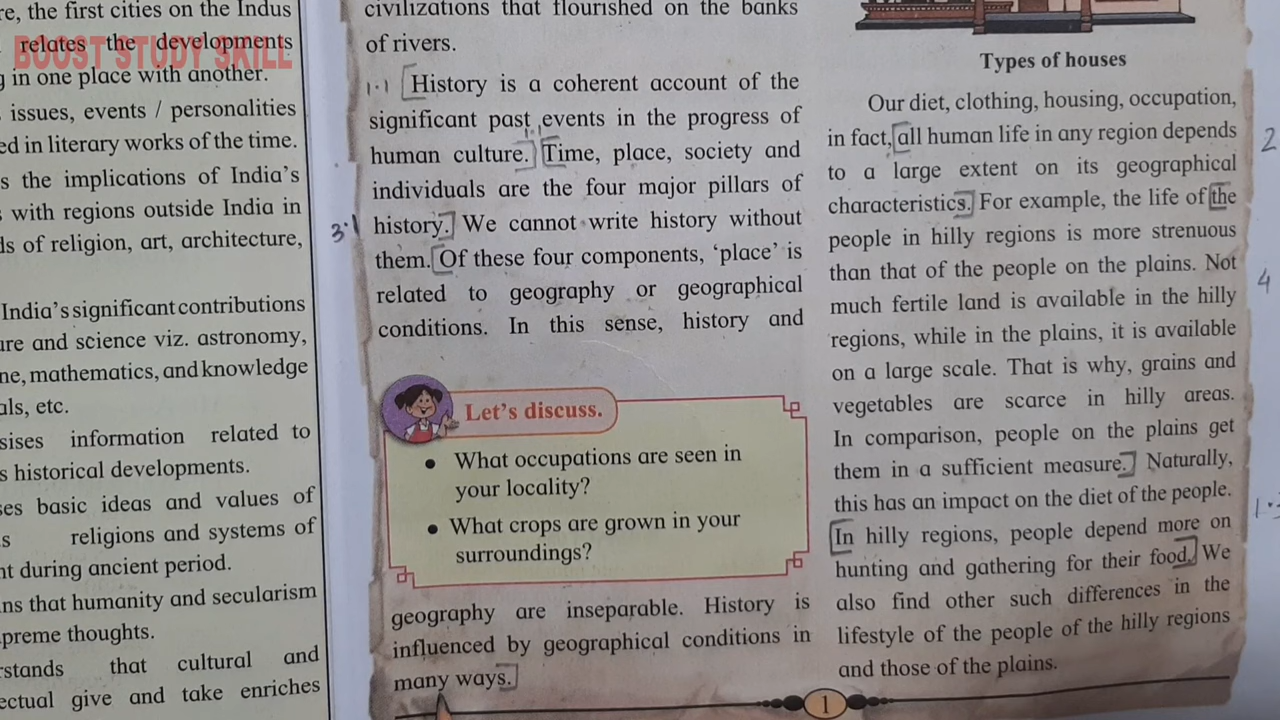 re, the first cities on the Indus
relates the developments
BOOST STUDY SKILL
g in one place with another.
issues, events / personalities
ed in literary works of the time.
s the implications of India's
with regions outside India in
ds of religion, art, architecture,
India's significant contributions
ure and science viz. astronomy,
ne, mathematics, and knowledge
als, etc.
sises information related to
s historical developments.
ses basic ideas and values of
s religions and systems of
nt during ancient period.
ans that humanity and secularism
preme thoughts.
rstands that cultural and
ectual give and take enriches
civilizations that flourished on the banks
of rivers.
1.1 History is a coherent account of the
significant past events in the progress of
human culture. Time, place, society and
individuals are the four major pillars of
3.1 history. We cannot write history without
them. Of these four components, 'place' is
related to geography or geographical
conditions. In this sense, history and
Let's discuss.
• What occupations are seen in
your locality?
• What crops are grown in your
surroundings?
geography are inseparable. History is
influenced by geographical conditions in
many ways.
Types of houses
Our diet, clothing, housing, occupation,
in fact, all human life in any region depends
2
to a large extent on its geographical
characteristics. For example, the life of the
people in hilly regions is more strenuous
than that of the people on the plains. Not
4
much fertile land is available in the hilly
regions, while in the plains, it is available
on a large scale. That is why, grains and
vegetables are scarce in hilly areas.
In comparison, people on the plains get
them in a sufficient measure. Naturally,
this has an impact on the diet of the people.
In hilly regions, people depend more on
hunting and gathering for their food. We
also find other such differences in the
lifestyle of the people of the hilly regions
and those of the plains.
1